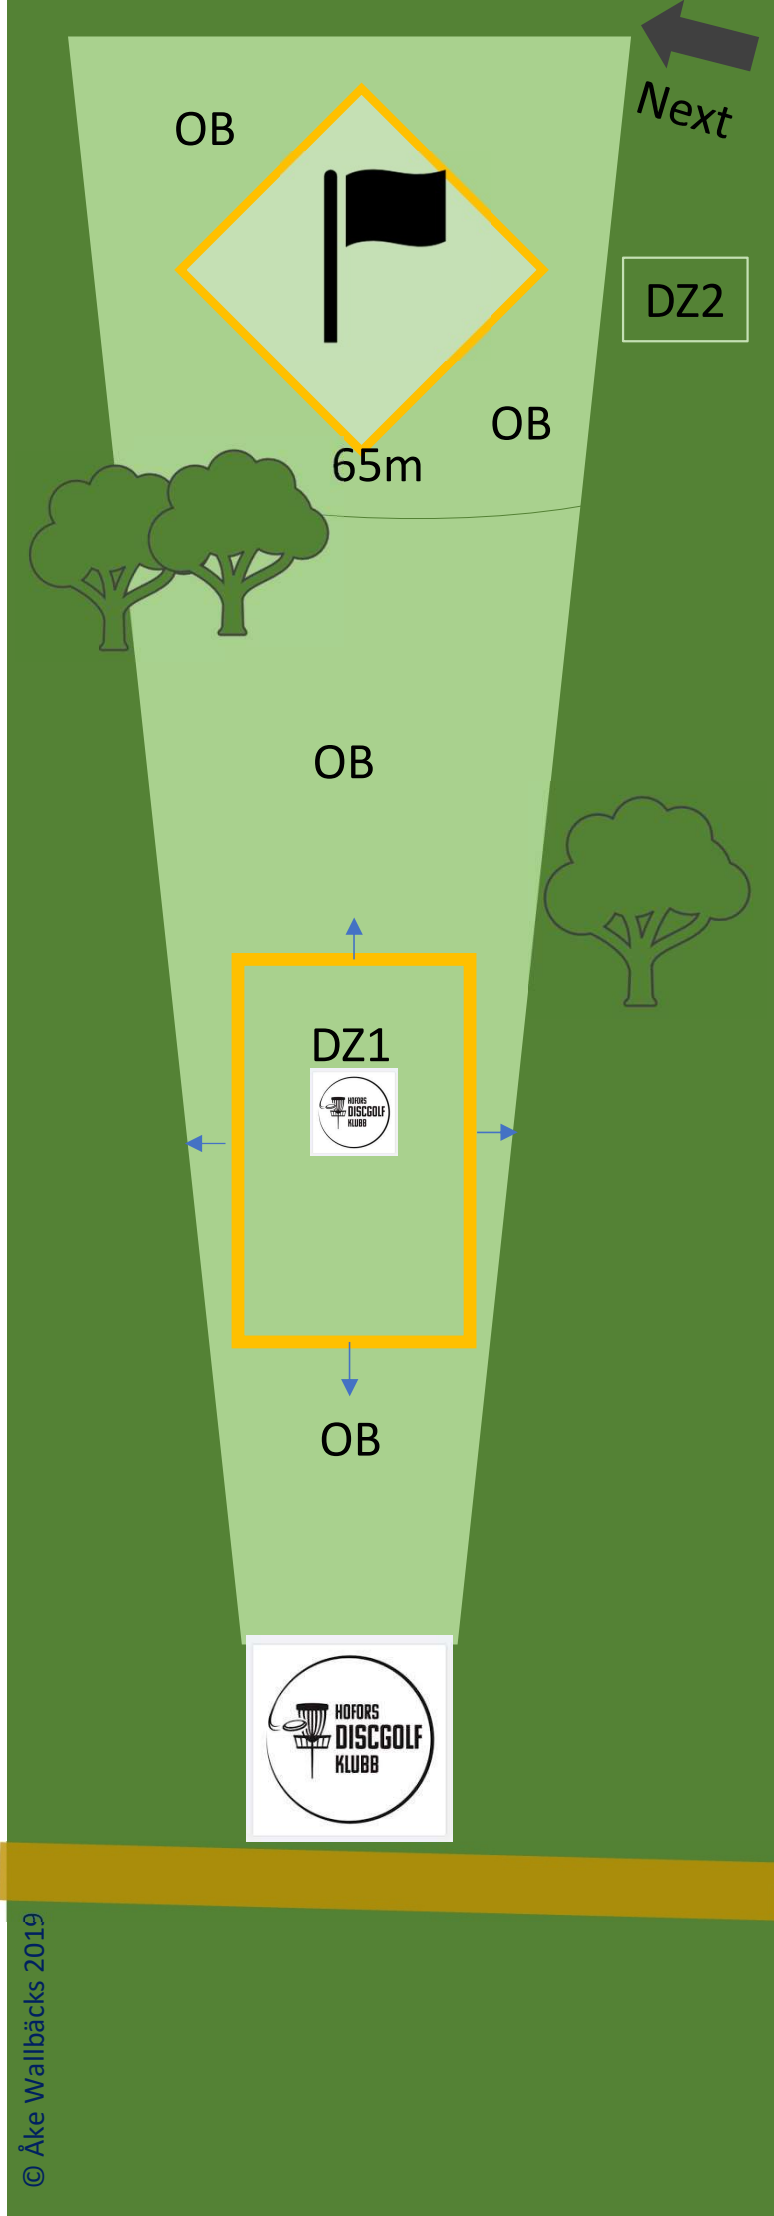 Next
OB
DZ2
OB
65m
OB
DZ1
HOFORS
DISCGOLF
KLUBB
OB
HOFORS
DISCGOLF
KLUBB
© Åke Wallbäcks 2019